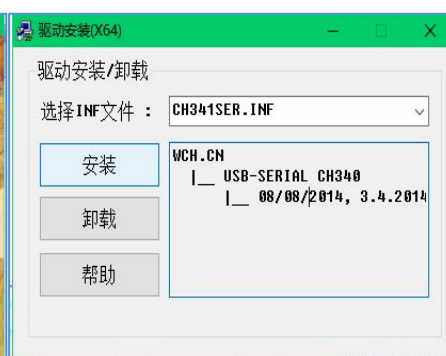 驱动安装(X64)
驱动安装/卸载
选择INF文件 : CH341SER.INF
安装
WCH.CN
|__ USB-SERIAL CH340
|__ 08/08/2014, 3.4.2014
卸载
帮助